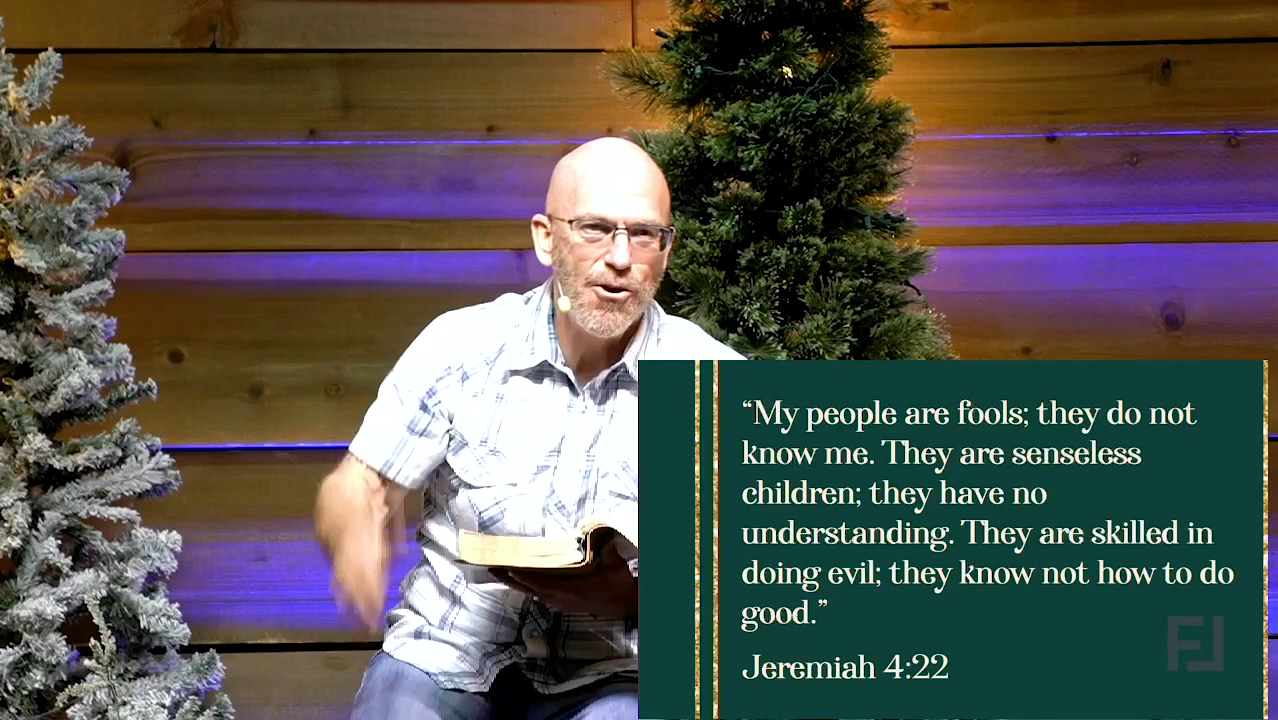 “My people are fools; they do not
know me. They are senseless
children; they have no
understanding. They are skilled in
doing evil; they know not how to do
good.”
Jeremiah 4:22
FL